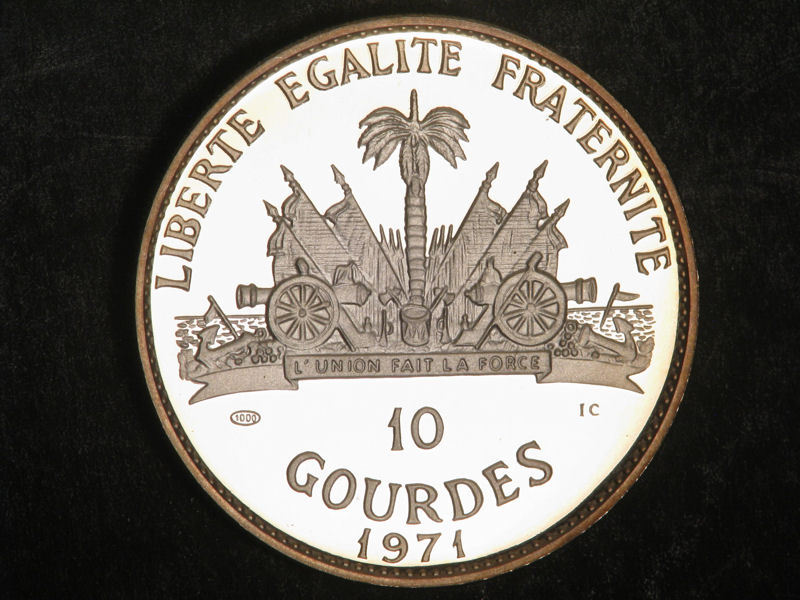 LIBERTE EGALITE FRATERNITE
L'UNION FAIT LA FORCE
1000
IC
10
GOURDES
1971